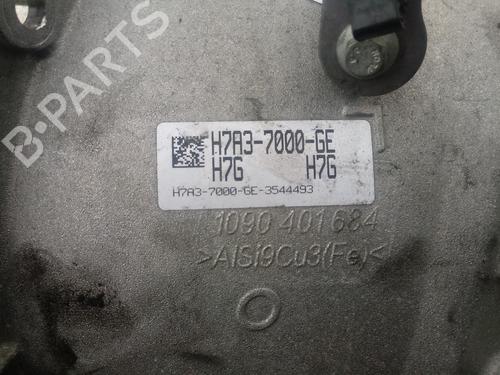 B-PARTS
H7A3-7000-GE
H7G H7G
H7A3-7000-GE-3544493
1090 401684
>AlSi9Cu3(Fe)<